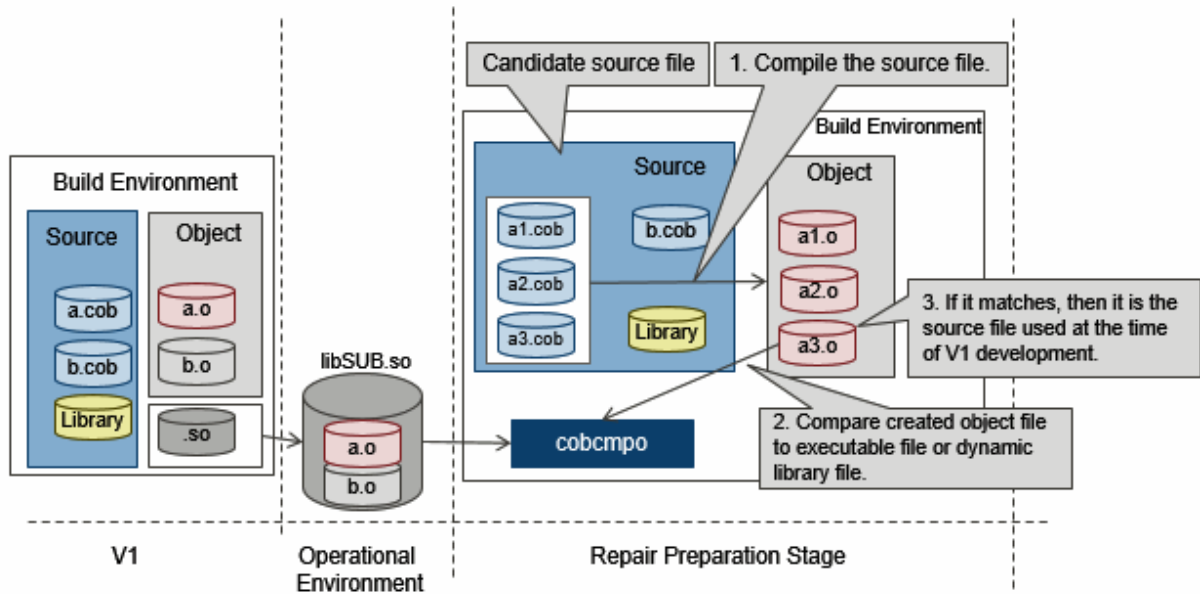 Candidate source file
1. Compile the source file.
Build Environment
Source
a.cob
b.cob
Library
Object
a.o
b.o
.so
libSUB.so
a.o
b.o
Build Environment
Source
a1.cob
a2.cob
a3.cob
b.cob
Library
Object
a1.o
a2.o
a3.o
3. If it matches, then it is the
source file used at the time
of V1 development.
2. Compare created object file
to executable file or dynamic
library file.
cobcmpo
V1
Operational
Environment
Repair Preparation Stage